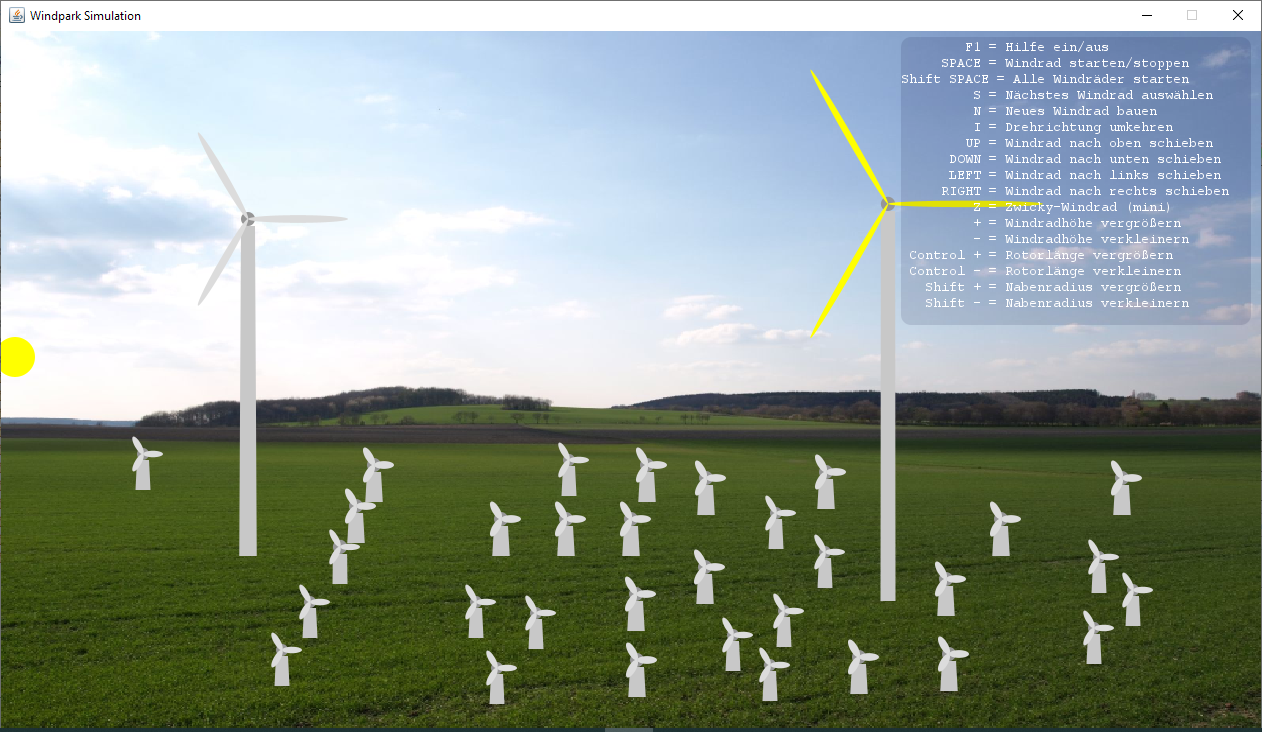 Windpark Simulation
F1 = Hilfe ein/aus
SPACE = Windrad starten/stoppen
Shift SPACE = Alle Windräder starten
S = Nächstes Windrad auswählen
N = Neues Windrad bauen
I = Drehrichtung umkehren
UP = Windrad nach oben schieben
DOWN = Windrad nach unten schieben
LEFT = Windrad nach links schieben
RIGHT = Windrad nach rechts schieben
Z = Zwicky-Windrad (mini)
+ = Windradhöhe vergrößern
- = Windradhöhe verkleinern
Control + = Rotorlänge vergrößern
Control - = Rotorlänge verkleinern
Shift + = Nabenradius vergrößern
Shift - = Nabenradius verkleinern